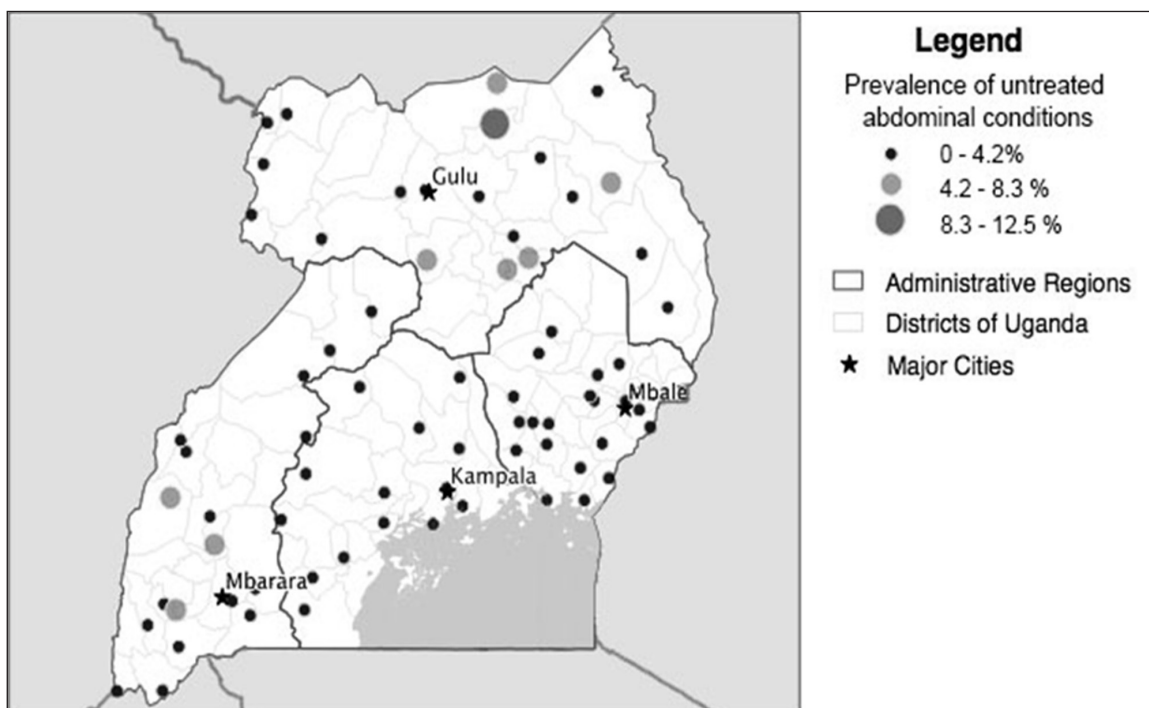 Legend
Prevalence of untreated
abdominal conditions
0 - 4.2%
4.2 - 8.3 %
8.3 - 12.5 %
Administrative Regions
Districts of Uganda
Major Cities
Gulu
Mbale
Kampala
Mbarara